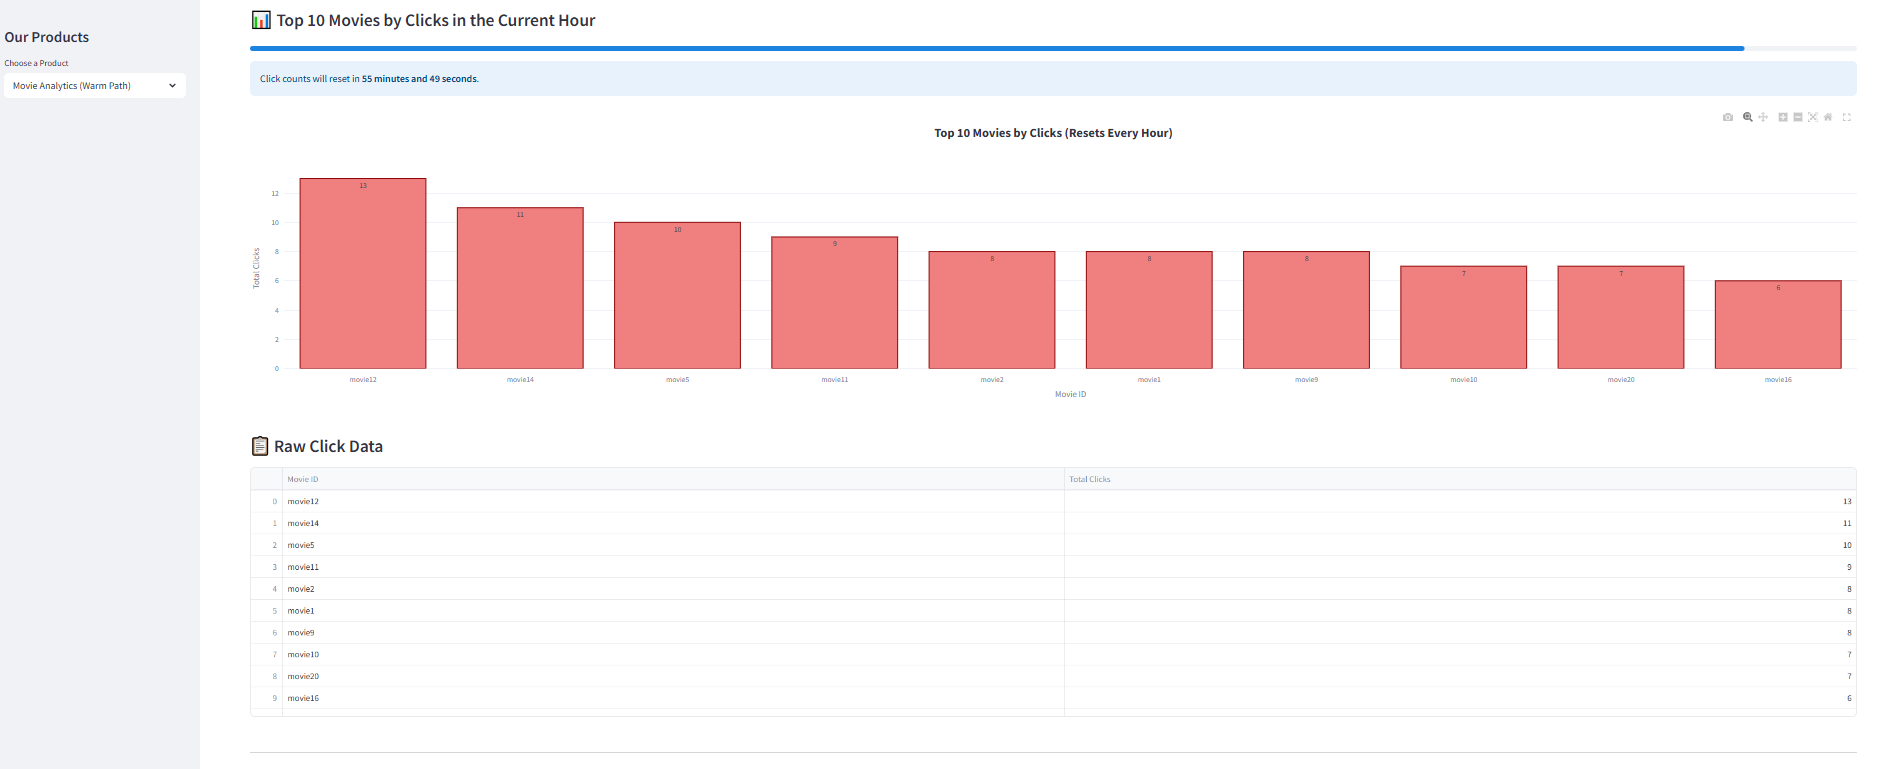 Our Products
Choose a Product
Movie Analytics (Warm Path)
Top 10 Movies by Clicks in the Current Hour
Click counts will reset in 55 minutes and 49 seconds.
Top 10 Movies by Clicks (Resets Every Hour)
Total Clicks
12
10
8
6
4
2
0
13
11
10
9
8
8
8
7
7
6
movie12
movie14
movie5
movie11
movie2
movie1
movie9
movie10
movie20
movie16
Movie ID
Raw Click Data
Movie ID Total Clicks
0 movie12 13
1 movie14 11
2 movie5 10
3 movie11 9
4 movie2 8
5 movie1 8
6 movie9 8
7 movie10 7
8 movie20 7
9 movie16 6